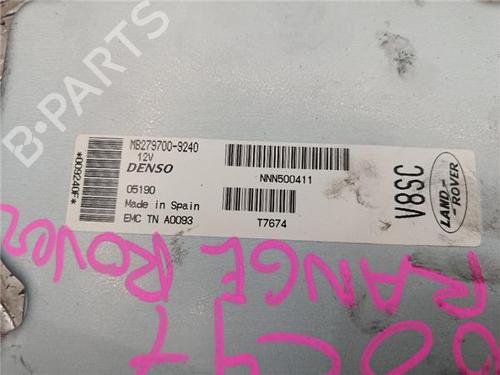 B-PARTS
MB279700-9240
12V
DENSO
*009240F*
NNN500411
05190
Made in Spain
EMC TN A0093
T7674
V8SC
LAND-
-ROVER
RANGE ROVER